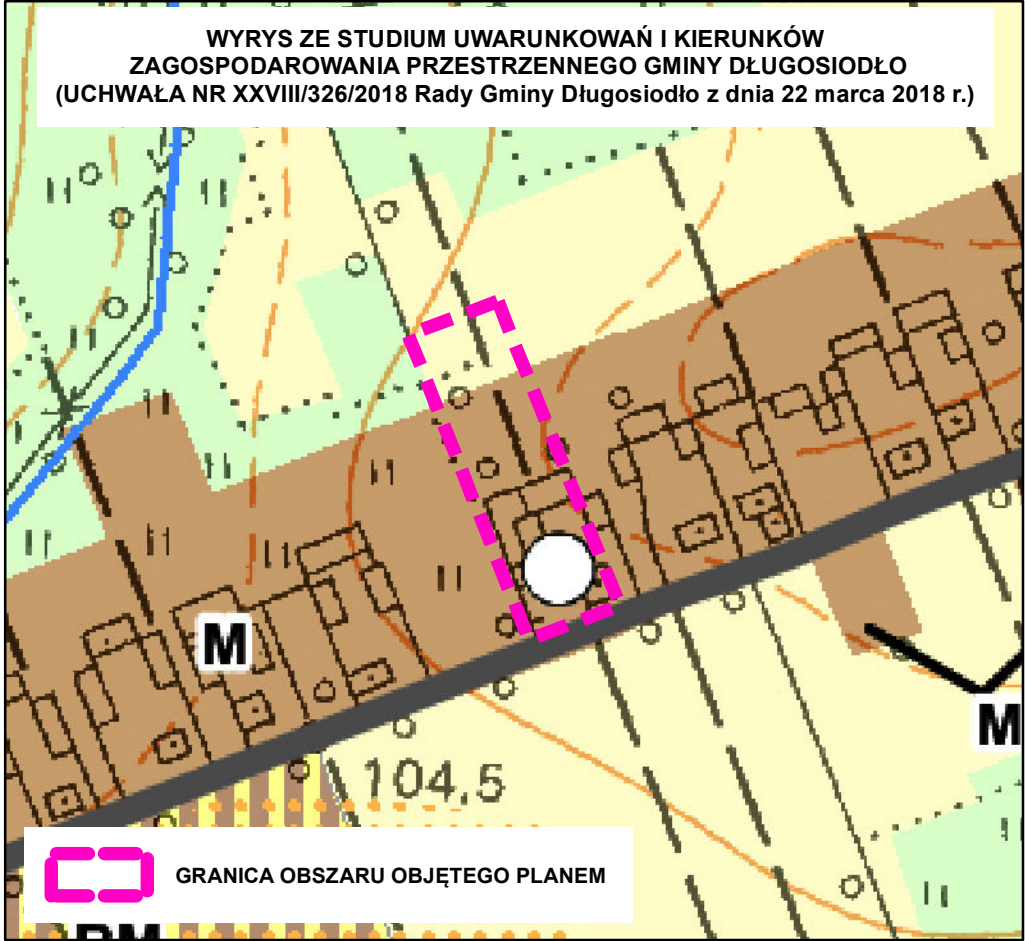 WYRYS ZE STUDIUM UWARUNKOWAŃ I KIERUNKÓW
ZAGOSPODAROWANIA PRZESTRZENNEGO GMINY DŁUGOSIODŁO
(UCHWAŁA NR XXVIII/326/2018 Rady Gminy Długosiodło z dnia 22 marca 2018 r.)
M
M
104,5
GRANICA OBSZARU OBJĘTEGO PLANEM